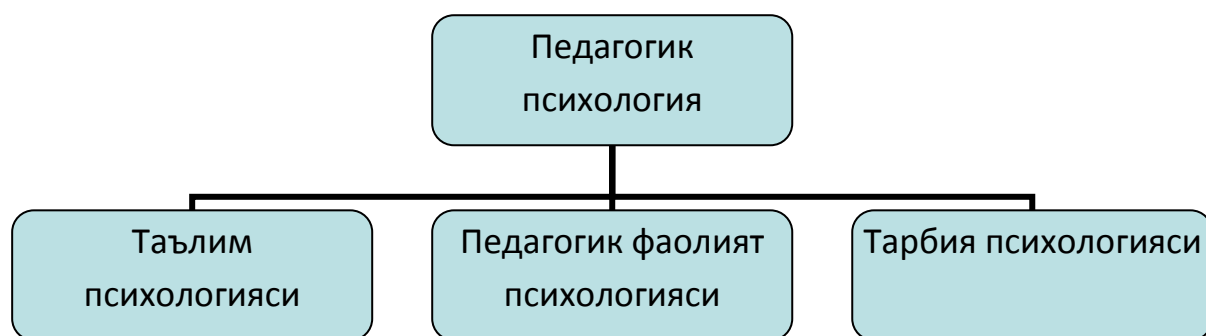 Педагогик
психология
Таълим
психологияси
Педагогик фаолият
психологияси
Тарбия психологияси